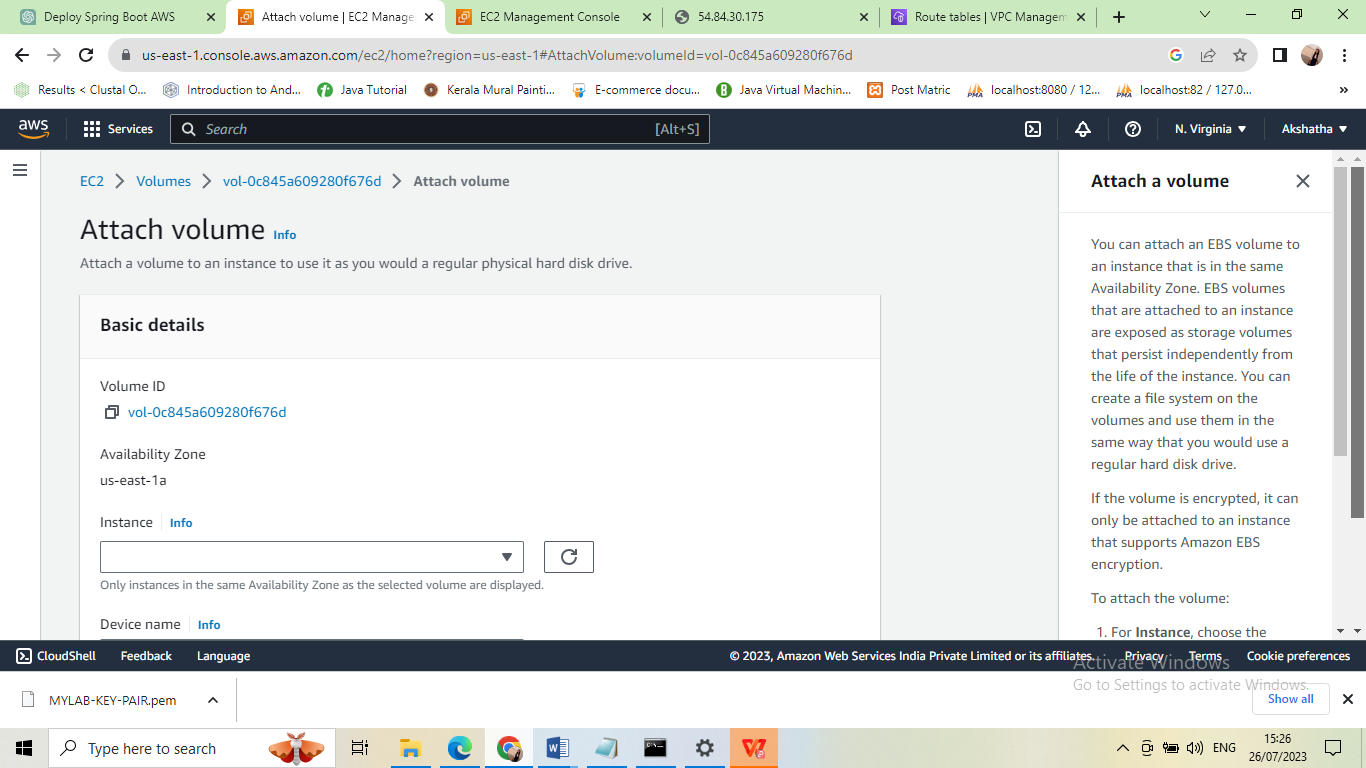 Deploy Spring Boot AWS
Attach volume | EC2 Manage
EC2 Management Console
54.84.30.175
Route tables | VPC Managem
us-east-1.console.aws.amazon.com/ec2/home?region=us-east-1#AttachVolume:volumeId=vol-0c845a609280f676d
Results < Clustal O...
Introduction to And...
Java Tutorial
Kerala Mural Painti...
E-commerce docu...
Java Virtual Machin...
Post Matric
localhost:8080 / 12...
localhost:82 / 127.0...
»
aws
Services
Search
[Alt+S]
N. Virginia
Akshatha
EC2
Volumes
vol-0c845a609280f676d
Attach volume
Attach volume Info
Attach a volume to an instance to use it as you would a regular physical hard disk drive.
Basic details
Volume ID
vol-0c845a609280f676d
Availability Zone
us-east-1a
Instance Info
Only instances in the same Availability Zone as the selected volume are displayed.
Device name Info
Attach a volume
You can attach an EBS volume to
an instance that is in the same
Availability Zone. EBS volumes
that are attached to an instance
are exposed as storage volumes
that persist independently from
the life of the instance. You can
create a file system on the
volumes and use them in the
same way that you would use a
regular hard disk drive.
If the volume is encrypted, it can
only be attached to an instance
that supports Amazon EBS
encryption.
To attach the volume:
1. For Instance, choose the
CloudShell
Feedback
Language
© 2023, Amazon Web Services India Private Limited or its affiliates.
Privacy
Terms
Cookie preferences
Activate Windows
Go to Settings to activate Windows.
MYLAB-KEY-PAIR.pem
Show all
Type here to search
ENG
15:26
26/07/2023